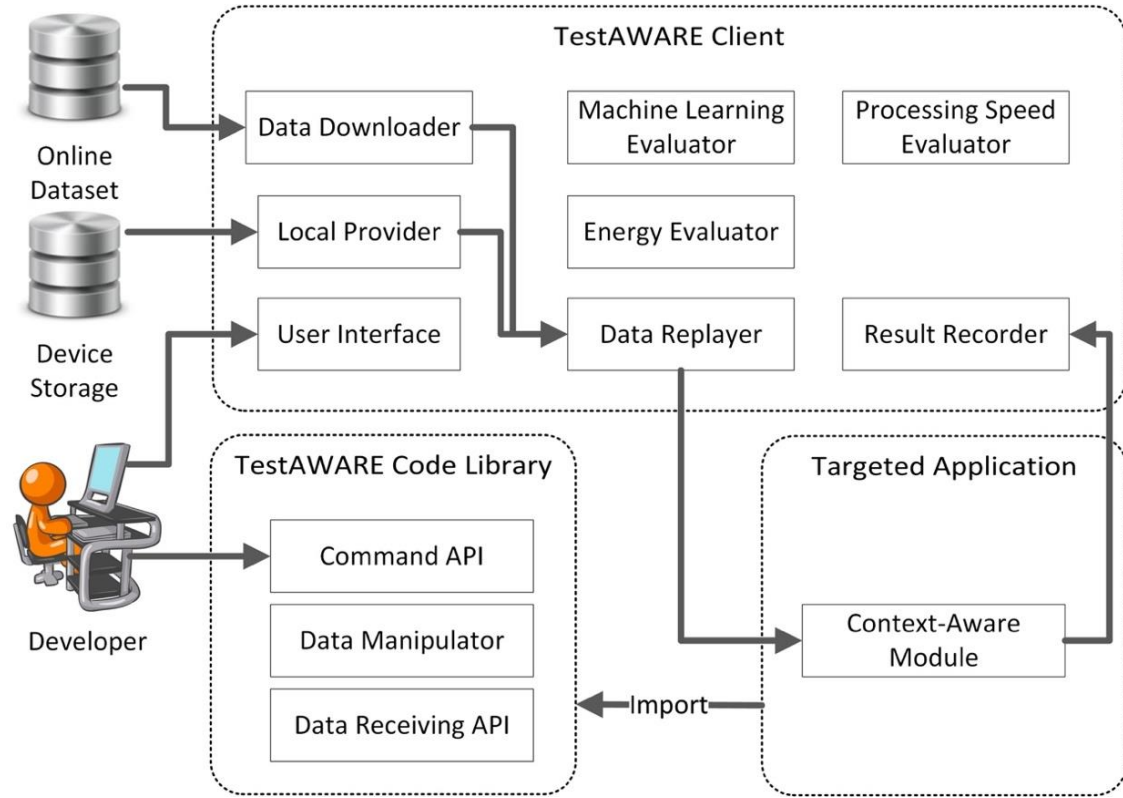 TestAWARE Client
Online
Dataset
Data Downloader
Machine Learning
Evaluator
Processing Speed
Evaluator
Device
Storage
Local Provider
Energy Evaluator
User Interface
Data Replayer
Result Recorder
Developer
TestAWARE Code Library
Command API
Data Manipulator
Data Receiving API
Import
Targeted Application
Context-Aware
Module